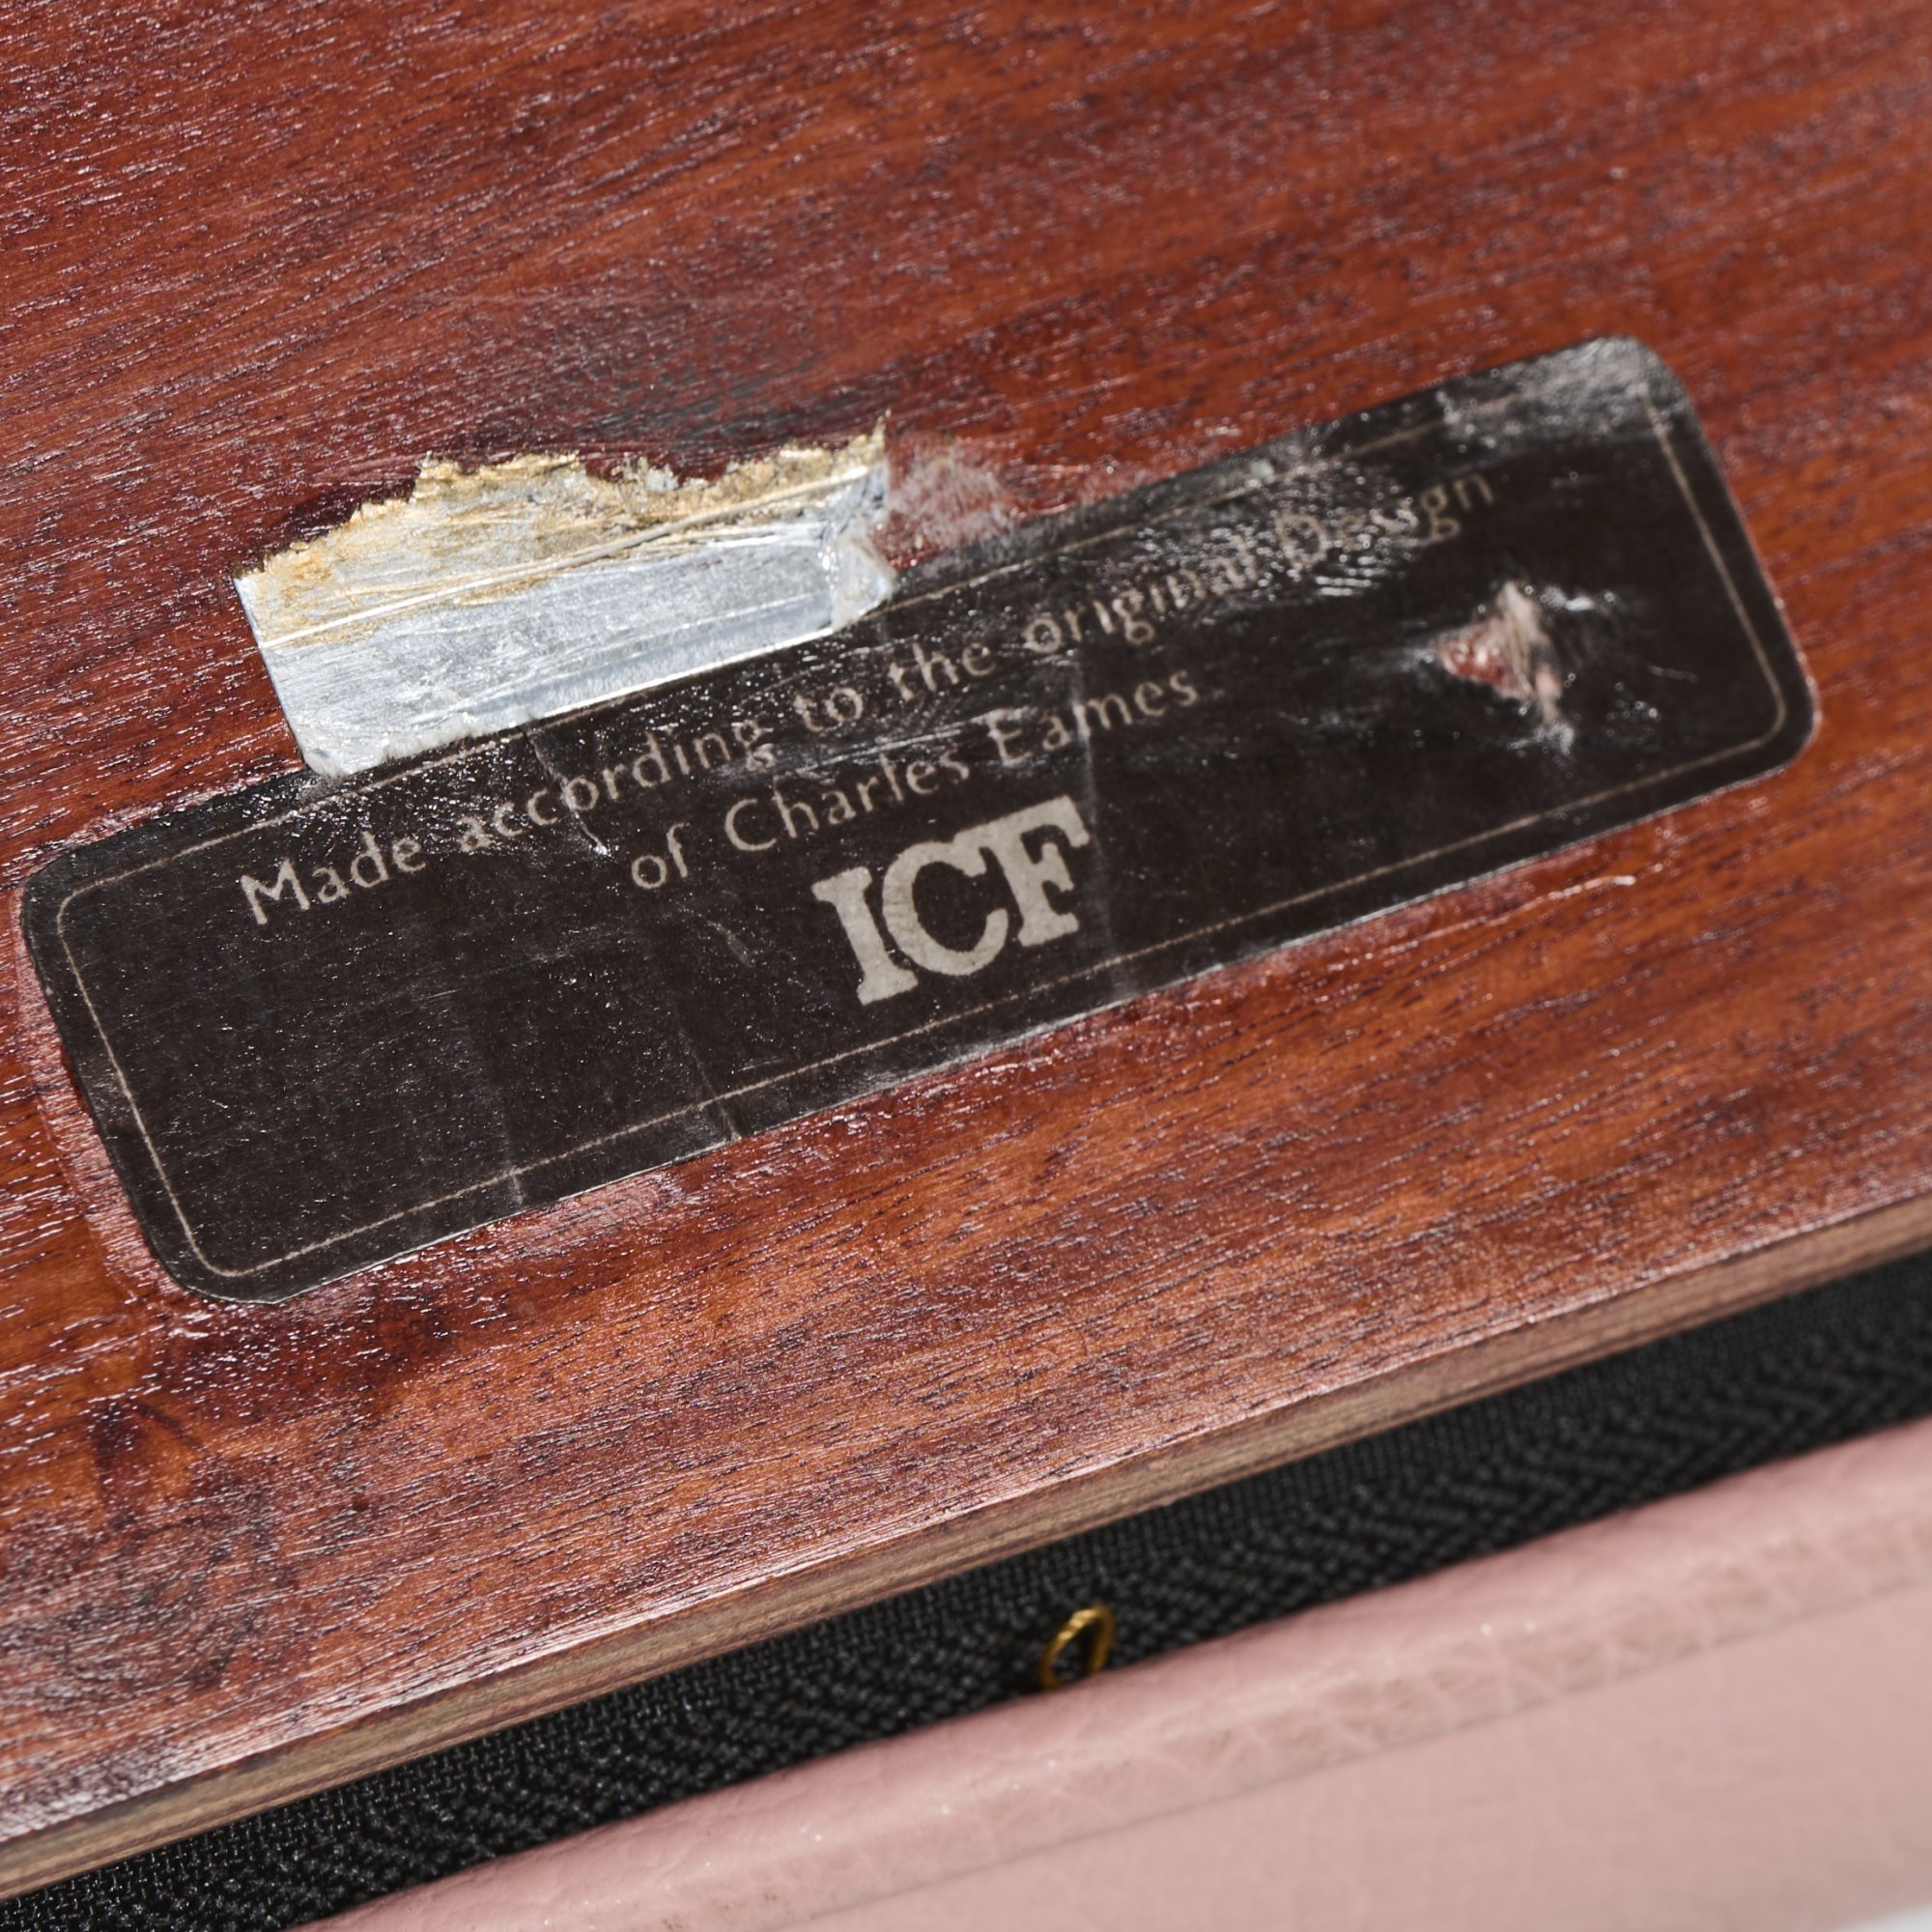 Made according to the original Design
of Charles Eames
ICF